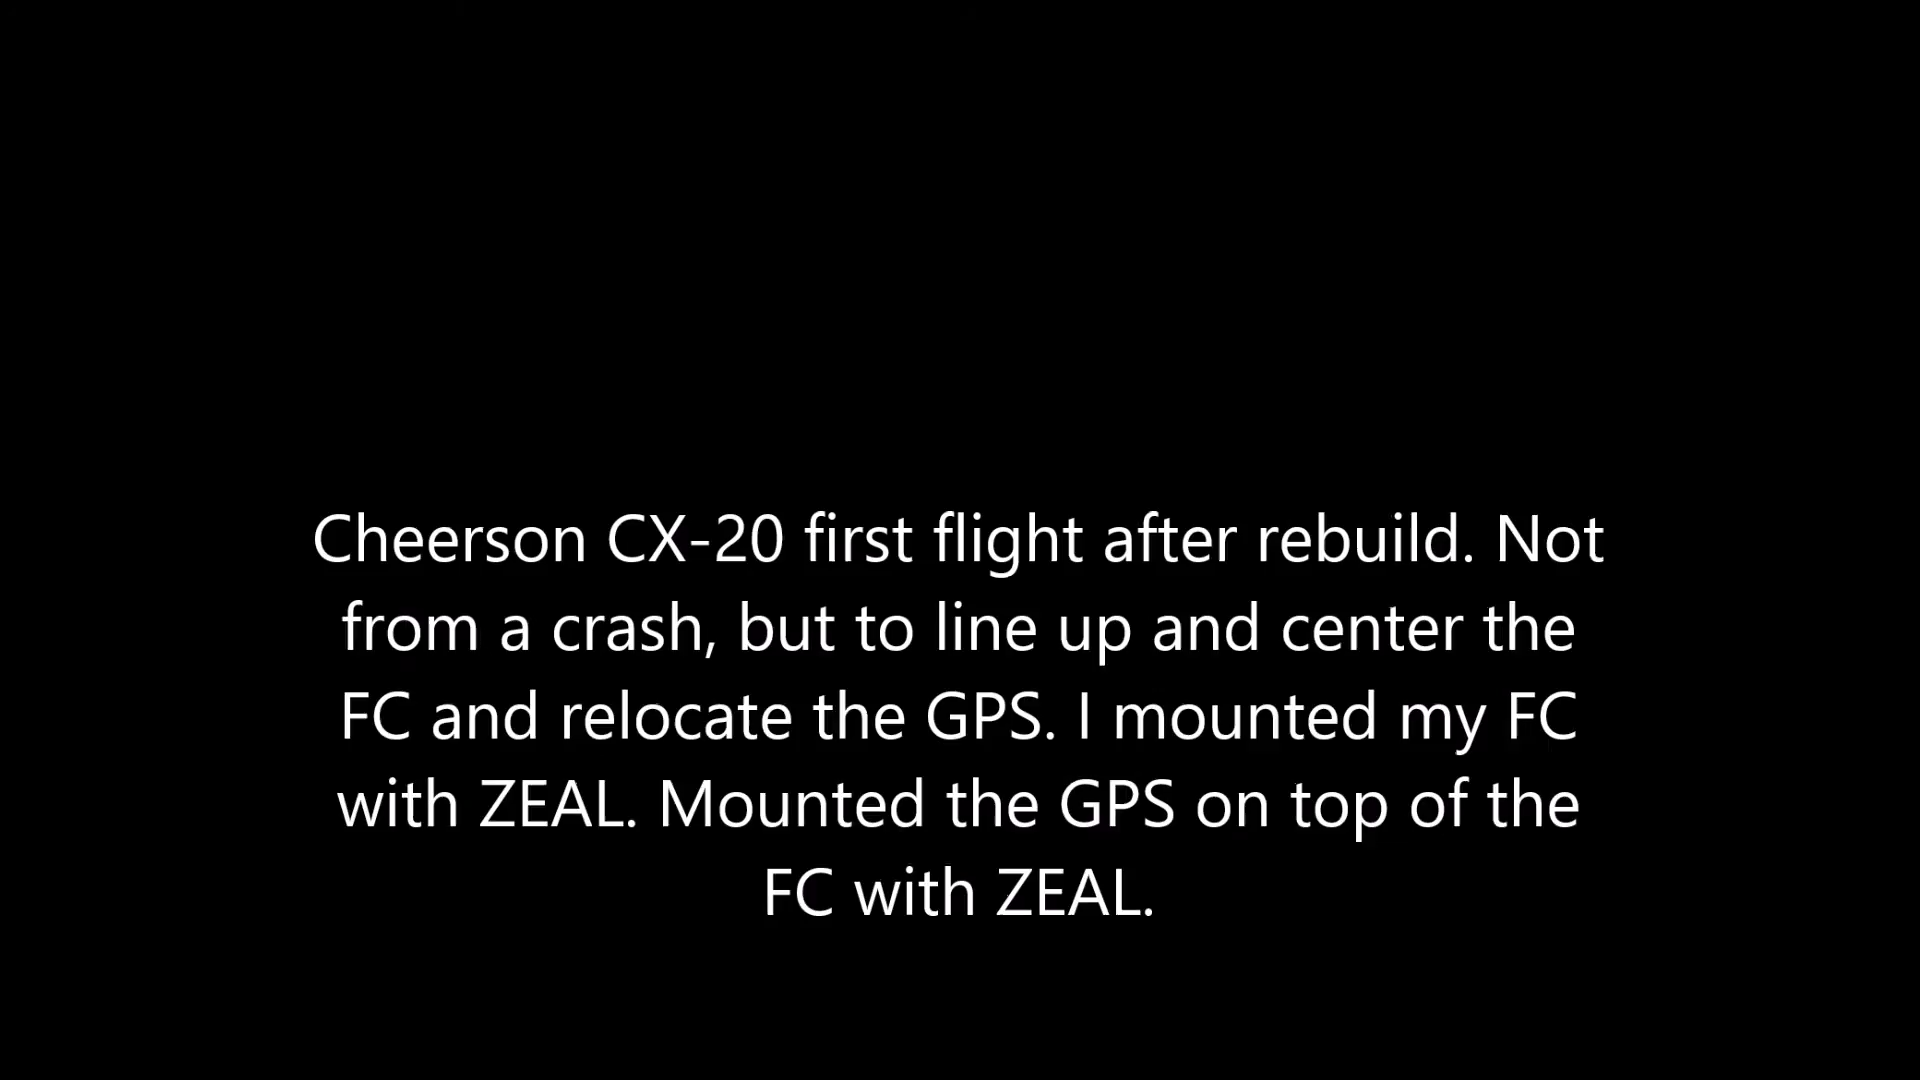 Cheerson CX-20 first flight after rebuild. Not
from a crash, but to line up and center the
FC and relocate the GPS. I mounted my FC
with ZEAL. Mounted the GPS on top of the
FC with ZEAL.